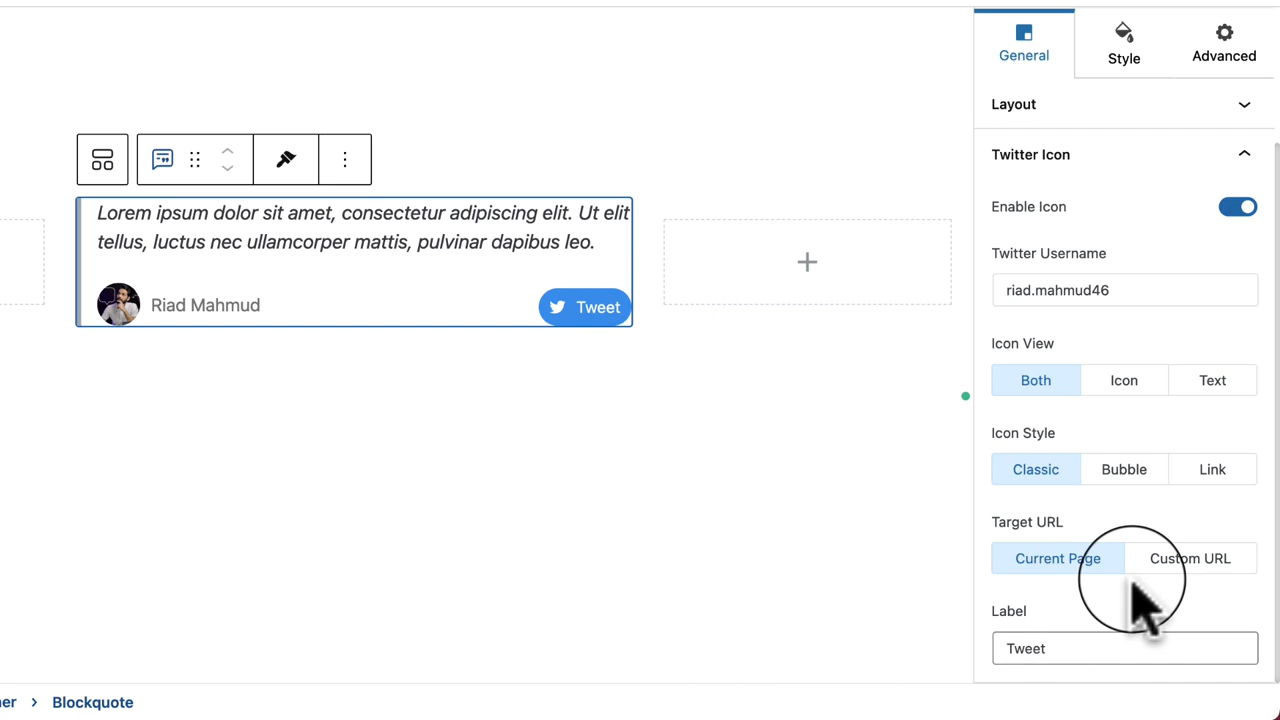 General
Style
Advanced
Layout
Twitter Icon
Enable Icon
Twitter Username
riad.mahmud46
Icon View
Both
Icon
Text
Icon Style
Classic
Bubble
Link
Target URL
Current Page
Custom URL
Label
Tweet
Lorem ipsum dolor sit amet, consectetur adipiscing elit. Ut elit
tellus, luctus nec ullamcorper mattis, pulvinar dapibus leo.
Riad Mahmud
Tweet
Blockquote